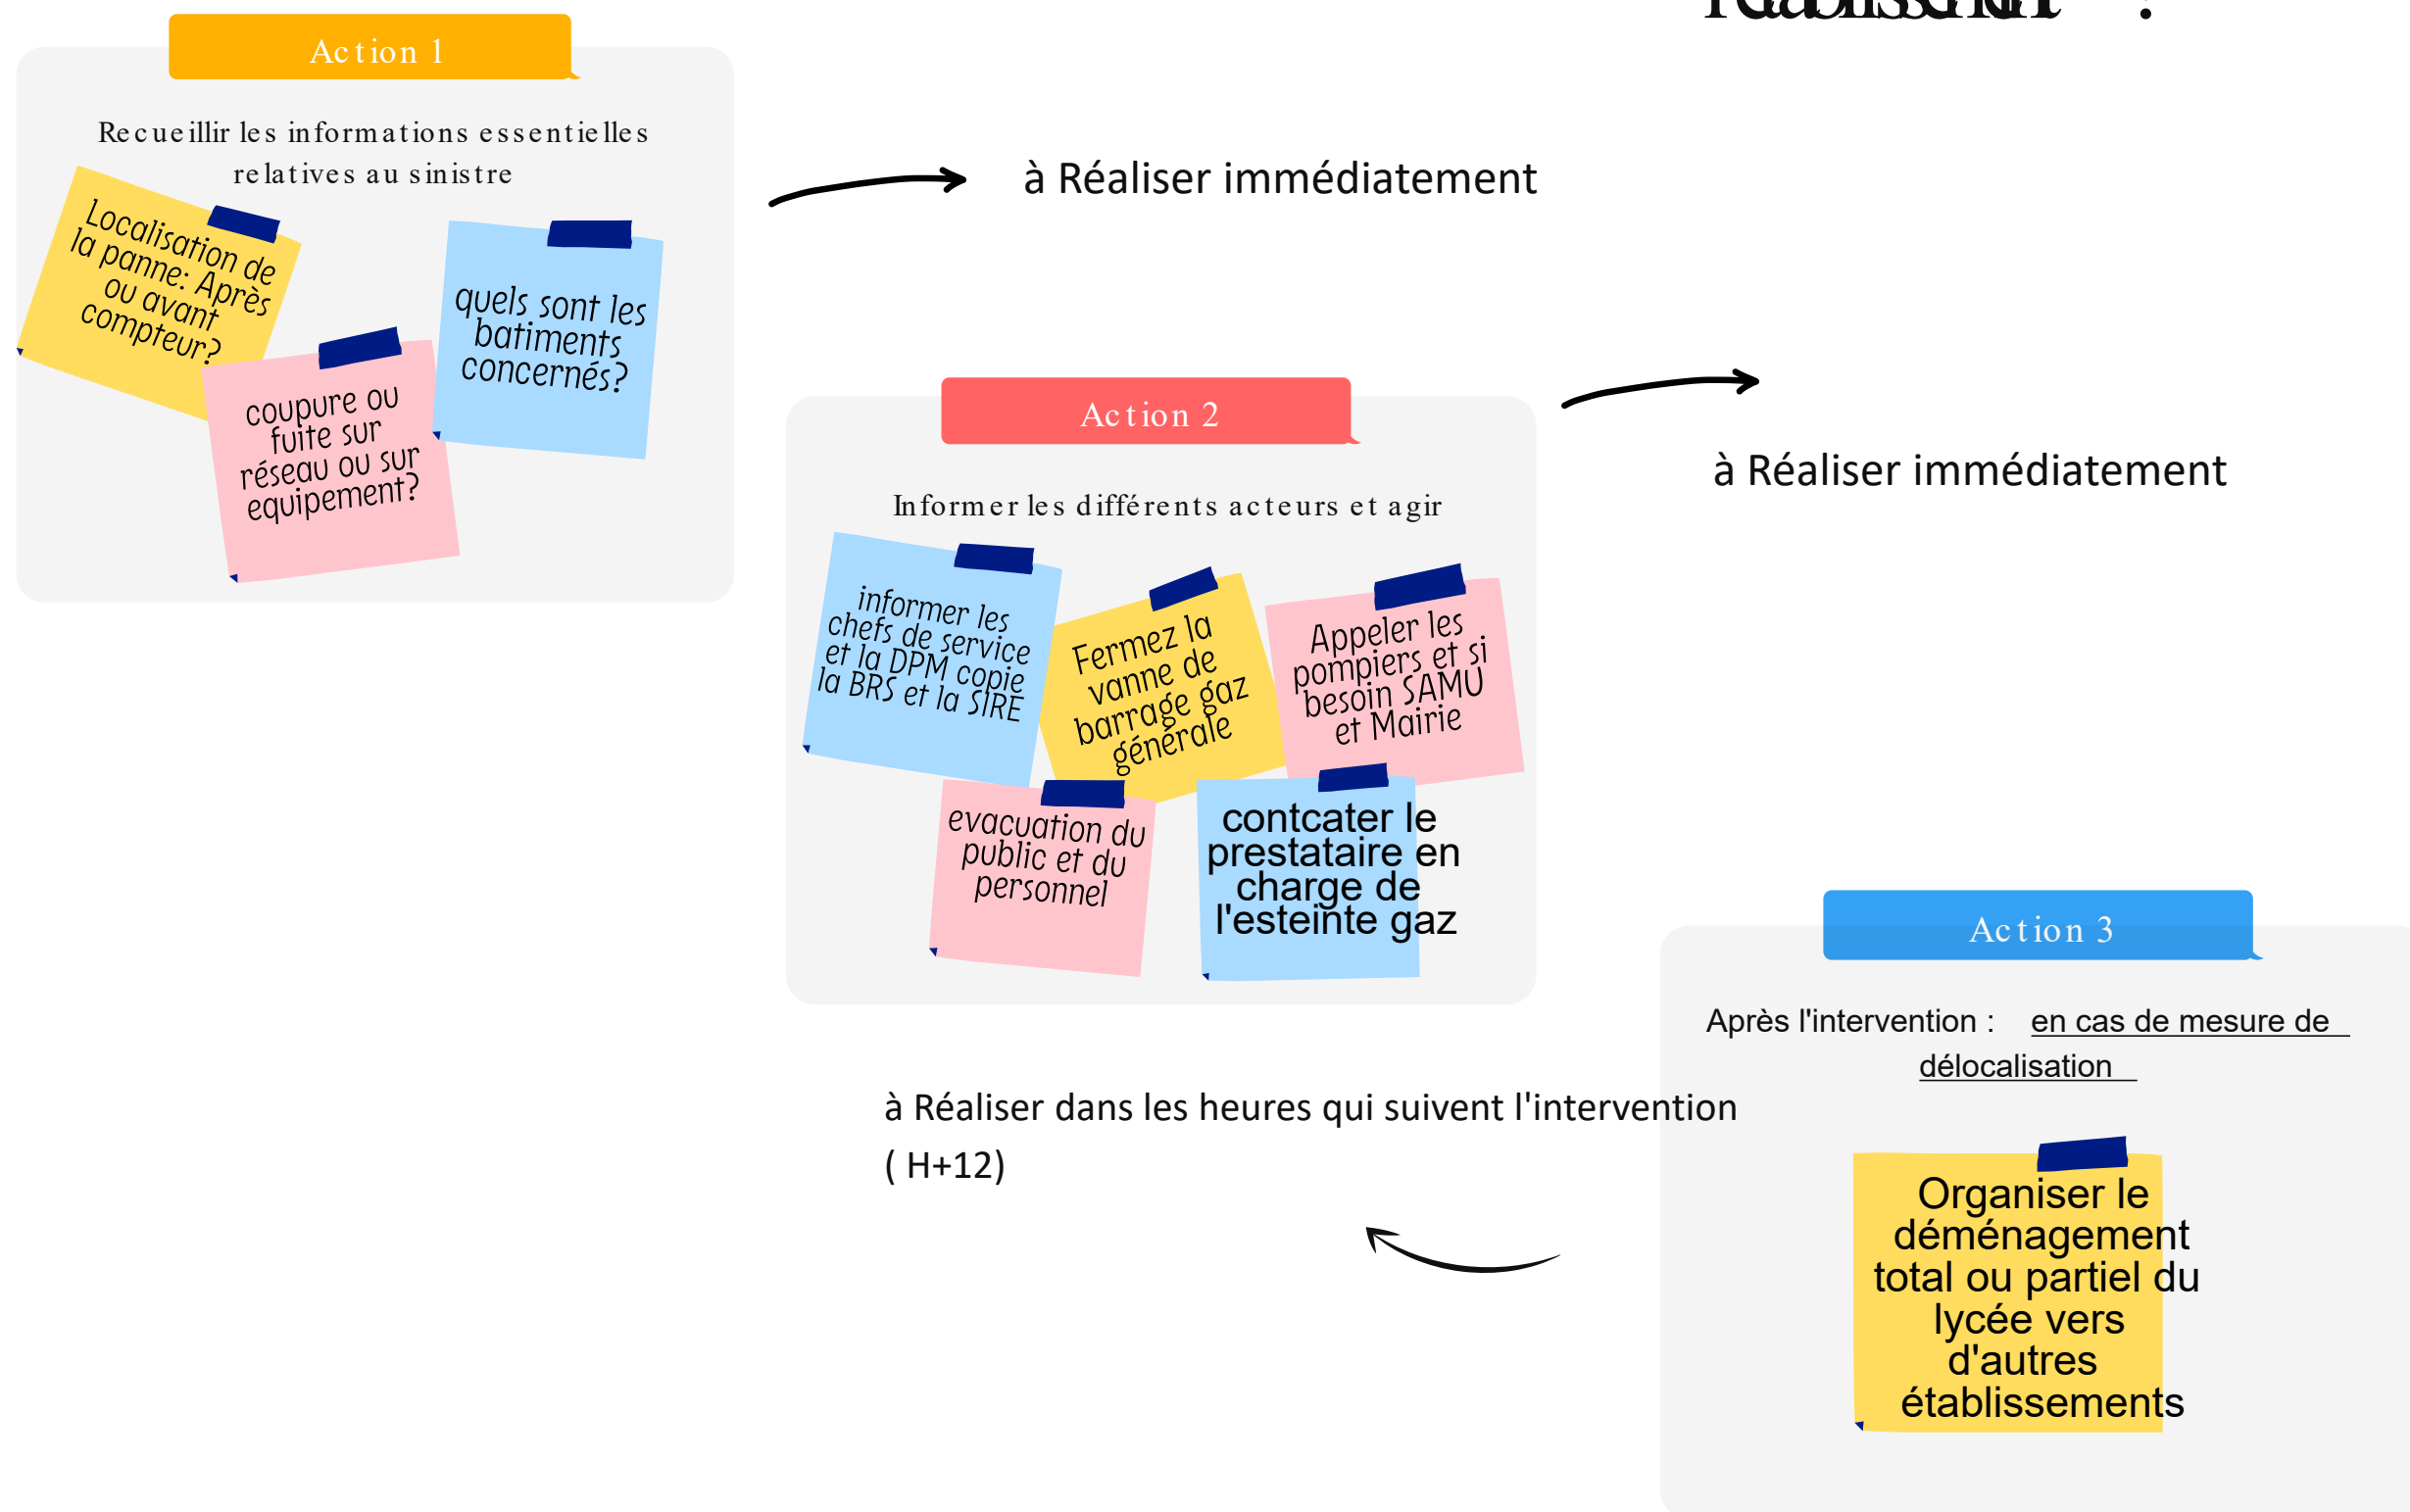 Action 1
Recueillir les informations essentielles
relatives au sinistre
Localisation de
la panne: Après
ou avant
compteur?
coupure ou
fuite sur
réseau ou sur
equipement?
quels sont les
batiments
concernés?
à Réaliser immédiatement
Action 2
Informer les différents acteurs et agir
informer les
chefs de service
et la DPM copie
la BRS et la SIRE
Fermez la
vanne de
barrage gaz
générale
Appeler les
pompiers et si
besoin SAMU
et Mairie
evacuation du
public et du
personnel
contcater le
prestataire en
charge de
l'esteinte gaz
à Réaliser immédiatement
Action 3
Après l'intervention : en cas de mesure de
délocalisation
Organiser le
déménagement
total ou partiel du
lycée vers
d'autres
établissements
à Réaliser dans les heures qui suivent l'intervention
( H+12)